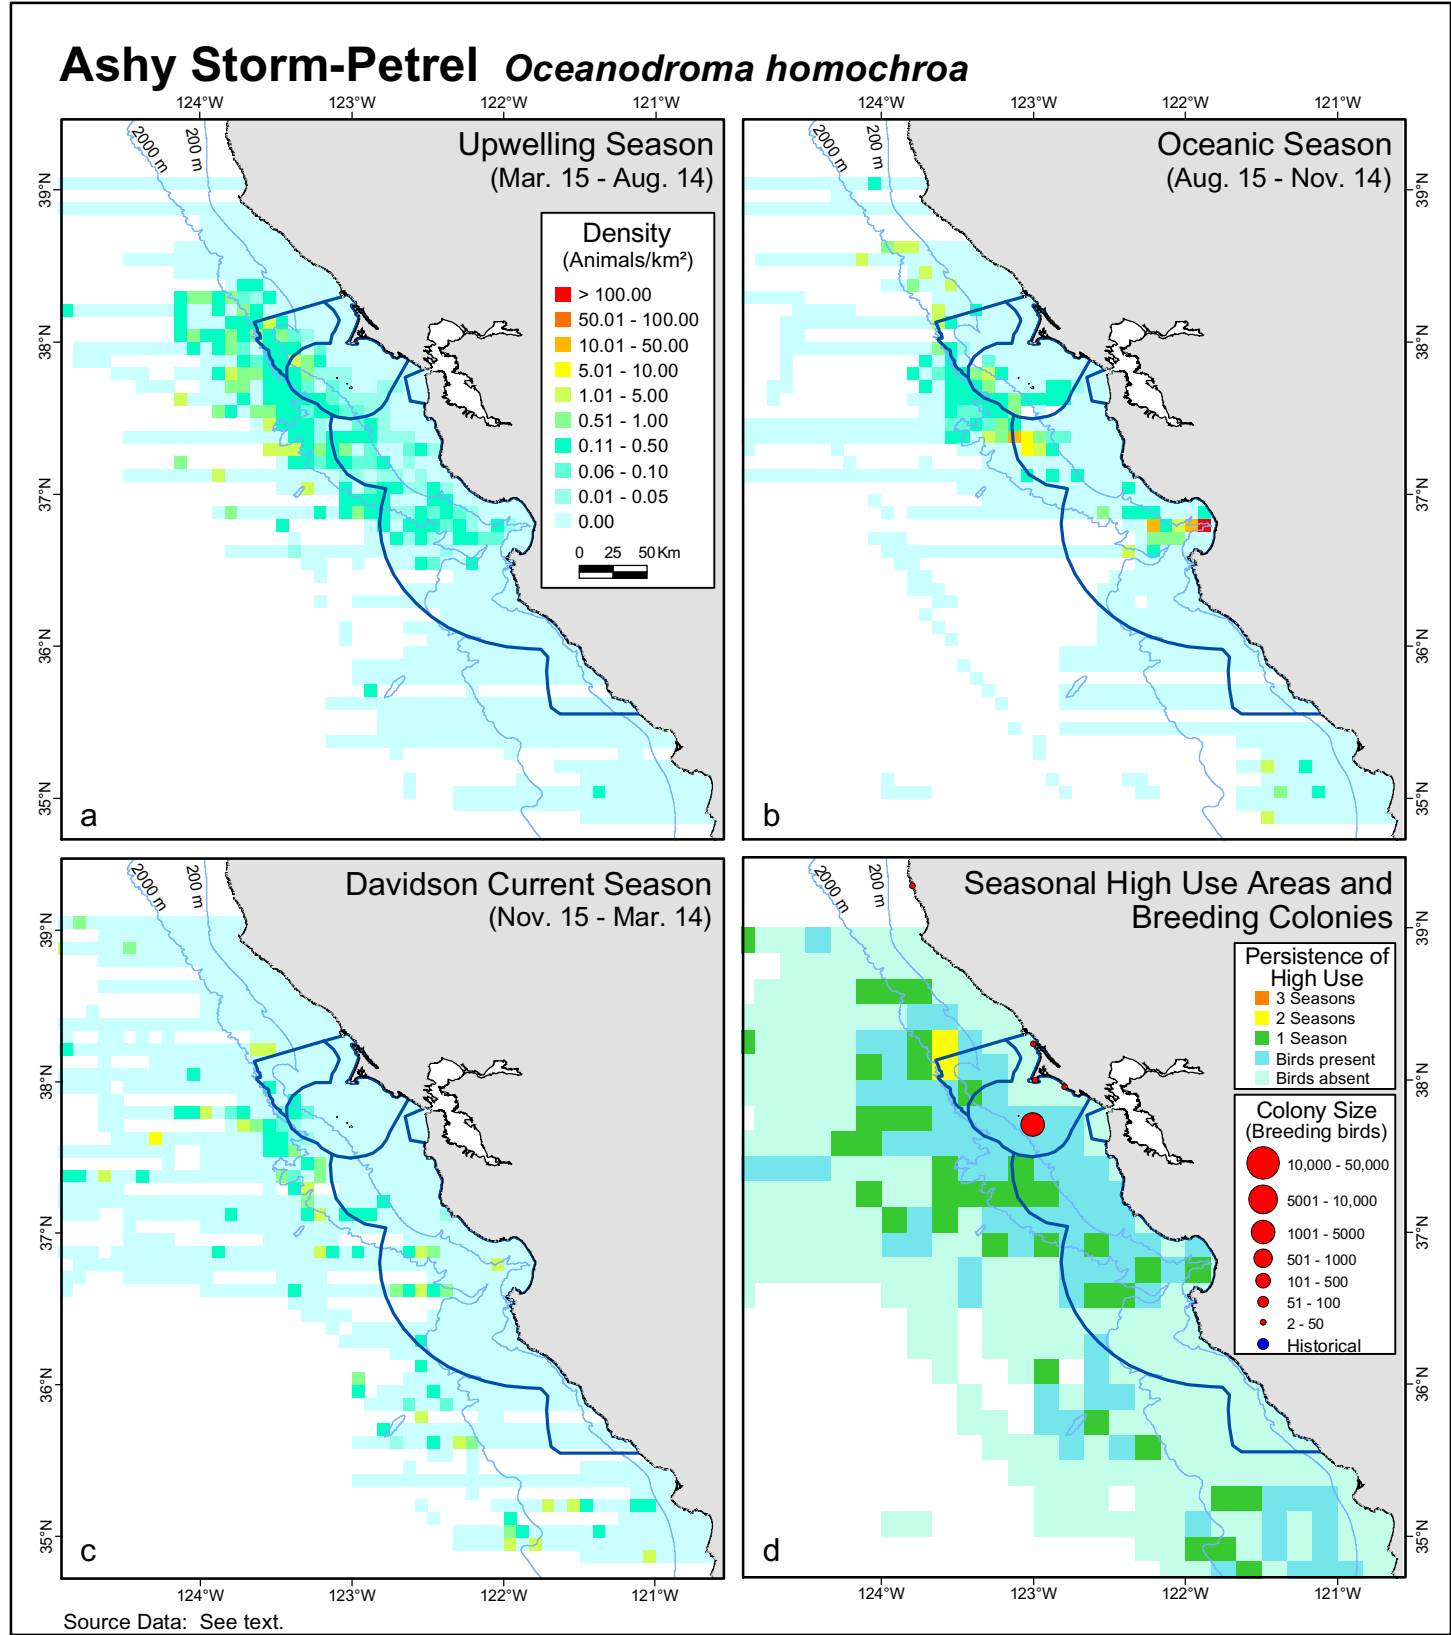 Ashy Storm-Petrel Oceanodroma homochroa
124°W 123°W 122°W 121°W 124°W 123°W 122°W 121°W
2000 m
200 m
Upwelling Season
(Mar. 15 - Aug. 14)
39°N
38°N
37°N
36°N
35°N
Density
(Animals/km²)
> 100.00
50.01 - 100.00
10.01 - 50.00
5.01 - 10.00
1.01 - 5.00
0.51 - 1.00
0.11 - 0.50
0.06 - 0.10
0.01 - 0.05
0.00
0 25 50 Km
a
2000 m
200 m
Oceanic Season
(Aug. 15 - Nov. 14)
39°N
38°N
37°N
36°N
35°N
b
2000 m
200 m
Davidson Current Season
(Nov. 15 - Mar. 14)
39°N
38°N
37°N
36°N
35°N
c
2000 m
200 m
Seasonal High Use Areas and
Breeding Colonies
39°N
38°N
37°N
36°N
35°N
Persistence of
High Use
3 Seasons
2 Seasons
1 Season
Birds present
Birds absent
Colony Size
(Breeding birds)
10,000 - 50,000
5001 - 10,000
1001 - 5000
501 - 1000
101 - 500
51 - 100
2 - 50
Historical
d
124°W 123°W 122°W 121°W 124°W 123°W 122°W 121°W
Source Data: See text.